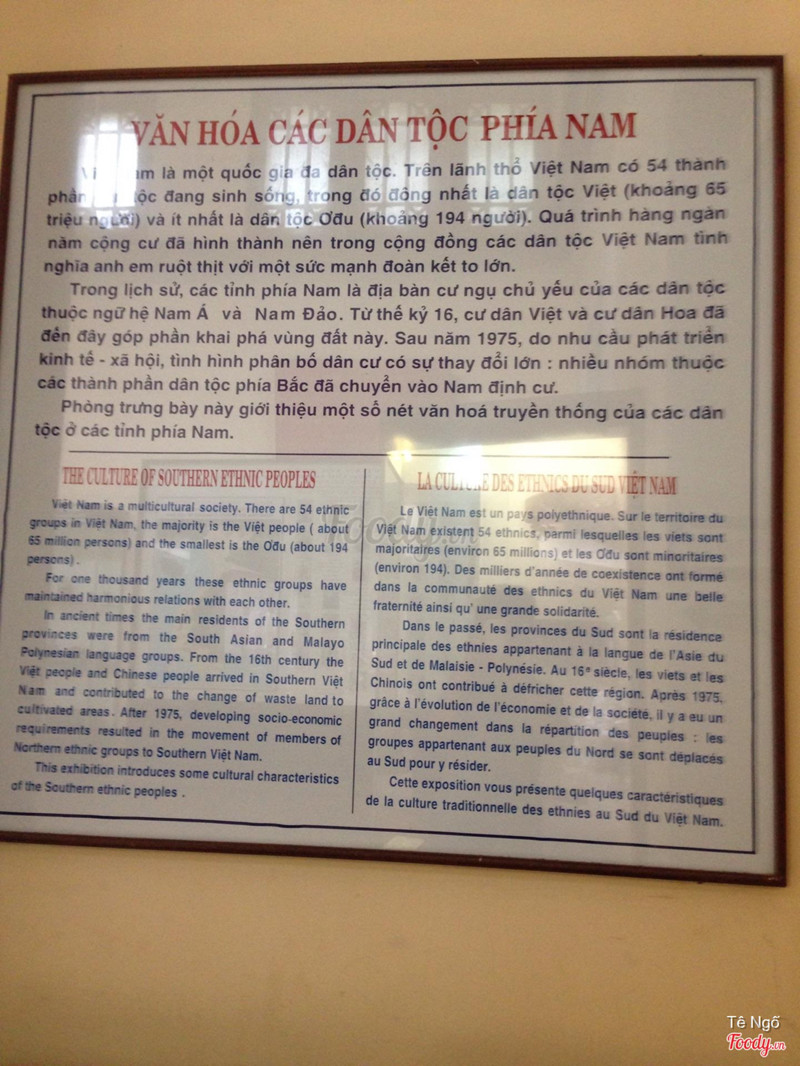 VĂN HÓA CÁC DÂN TỘC PHÍA NAM
là một quốc gia đa dân tộc. Trên lãnh thổ Việt Nam có 54 thành
phần tộc đang sinh sống, trong đó đông nhất là dân tộc Việt (khoảng 65
triệu người) và ít nhất là dân tộc Ơđu (khoảng 194 người). Quá trình hàng ngàn
năm cộng cư đã hình thành nên trong cộng đồng các dân tộc Việt Nam tình
nghĩa anh em ruột thịt với một sức mạnh đoàn kết to lớn.
Trong lịch sử, các tỉnh phía Nam là địa bàn cư ngụ chủ yếu của các dân tộc
thuộc ngữ hệ Nam Á và Nam Đảo. Từ thế kỷ 16, cư dân Việt và cư dân Hoa đã
đến đây góp phần khai phá vùng đất này. Sau năm 1975, do nhu cầu phát triển
kinh tế - xã hội, tình hình phân bố dân cư có sự thay đổi lớn : nhiều nhóm thuộc
các thành phần dân tộc phía Bắc đã chuyển vào Nam định cư.
Phòng trưng bày này giới thiệu một số nét văn hoá truyền thống của các dân
tộc ở các tỉnh phía Nam.
THE CULTURE OF SOUTHERN ETHNIC PEOPLES
Việt Nam is a multicultural society. There are 54 ethnic
groups in Việt Nam, the majority is the Việt people ( about
65 million persons) and the smallest is the Ơđu (about 194
persons) .
For one thousand years these ethnic groups have
maintained harmonious relations with each other.
In ancient times the main residents of the Southern
provinces were from the South Asian and Malayo
Polynesian language groups. From the 16th century the
Việt people and Chinese people arrived in Southern Việt
Nam and contributed to the change of waste land to
cultivated areas. After 1975, developing socio-economic
requirements resulted in the movement of members of
Northern ethnic groups to Southern Việt Nam.
This exhibition introduces some cultural characteristics
of the Southern ethnic peoples .
LA CULTURE DES ETHNICS DU SUD VIỆT NAM
Le Việt Nam est un pays polyethnique. Sur le territoire du
Việt Nam existent 54 ethnics, parmi lesquelles les viets sont
majoritaires (environ 65 millions) et les Ơđu sont minoritaires
(environ 194). Des milliers d'année de coexistence ont formé
dans la communauté des ethnics du Việt Nam une belle
fraternité ainsi qu' une grande solidarité.
Dans le passé, les provinces du Sud sont la résidence
principale des ethnies appartenant à la langue de l'Asie du
Sud et de Malaisie - Polynésie. Au 16e siècle, les viets et les
Chinois ont contribué à défricher cette région. Après 1975,
grâce à l'évolution de l'économie et de la société, il y a eu un
grand changement dans la répartition des peuples : les
groupes appartenant aux peuples du Nord se sont déplacés
au Sud pour y résider.
Cette exposition vous présente quelques caractéristiques
de la culture traditionnelle des ethnies au Sud du Việt Nam.
Foody.vn
Tê Ngố
Foody.vn